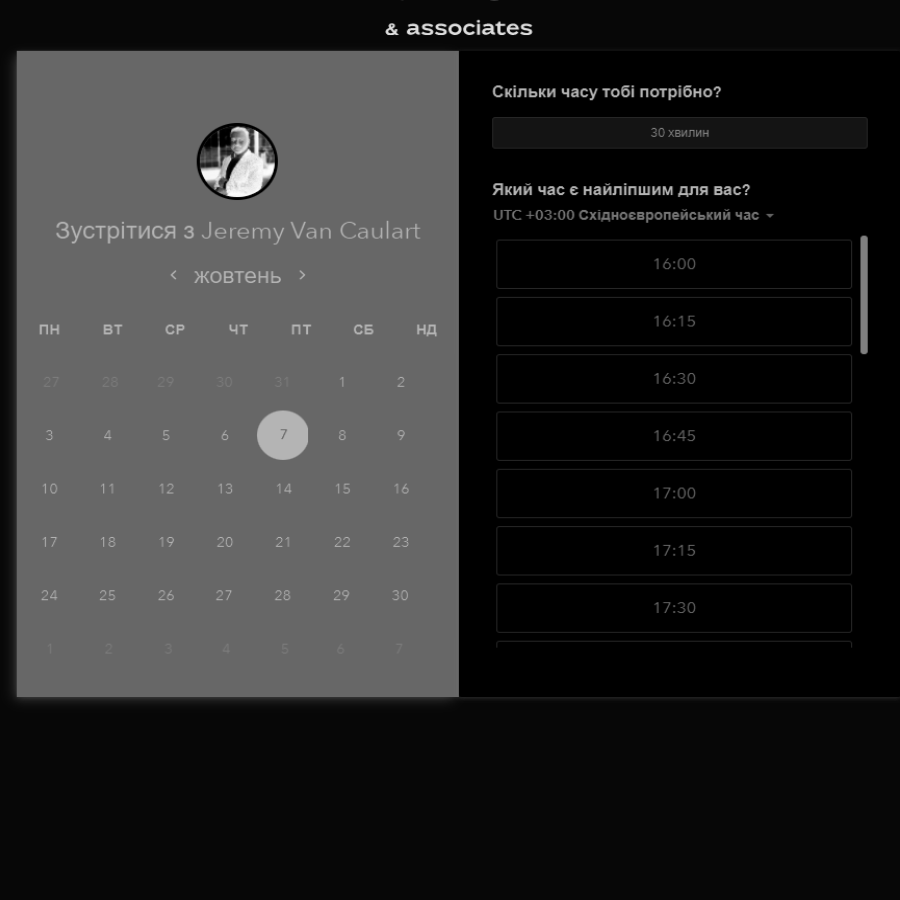 & associates
Зустрітися з Jeremy Van Caulart
‹ жовтень ›
ПН ВТ СР ЧТ ПТ СБ НД
27 28 29 30 31 1 2
3 4 5 6 7 8 9
10 11 12 13 14 15 16
17 18 19 20 21 22 23
24 25 26 27 28 29 30
1 2 3 4 5 6 7
Скільки часу тобі потрібно?
30 хвилин
Який час є найліпшим для вас?
UTC +03:00 Східноєвропейський час
16:00
16:15
16:30
16:45
17:00
17:15
17:30